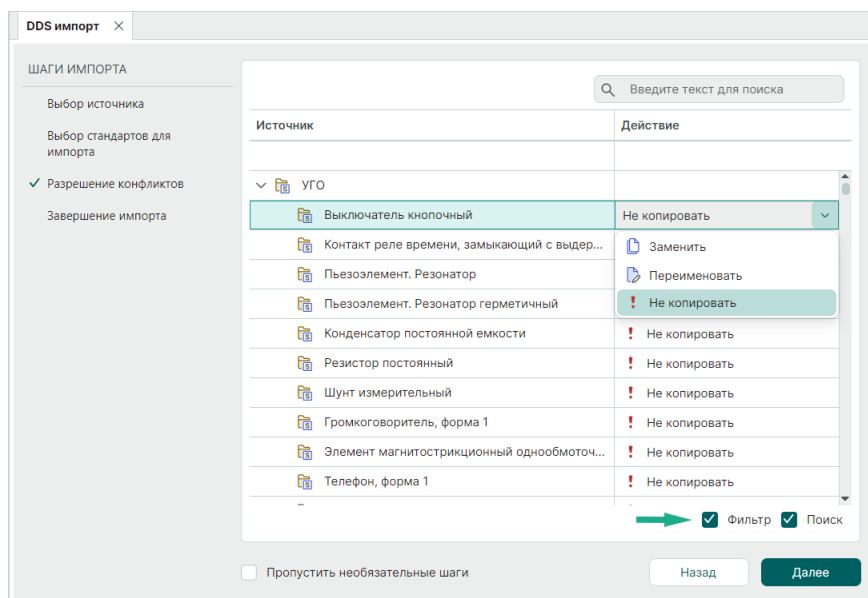 DDS импорт
ШАГИ ИМПОРТА
Выбор источника
Выбор стандартов для
импорта
Разрешение конфликтов
Завершение импорта
Введите текст для поиска
Источник Действие
УГО
Выключатель кнопочный Не копировать
Контакт реле времени, замыкающий с выдер... Заменить
Пьезоэлемент. Резонатор Переименовать
Пьезоэлемент. Резонатор герметичный Не копировать
Конденсатор постоянной емкости Не копировать
Резистор постоянный Не копировать
Шунт измерительный Не копировать
Громкоговоритель, форма 1 Не копировать
Элемент магнитострикционный однообмоточ... Не копировать
Телефон, форма 1 Не копировать
Фильтр Поиск
Пропустить необязательные шаги Назад Далее